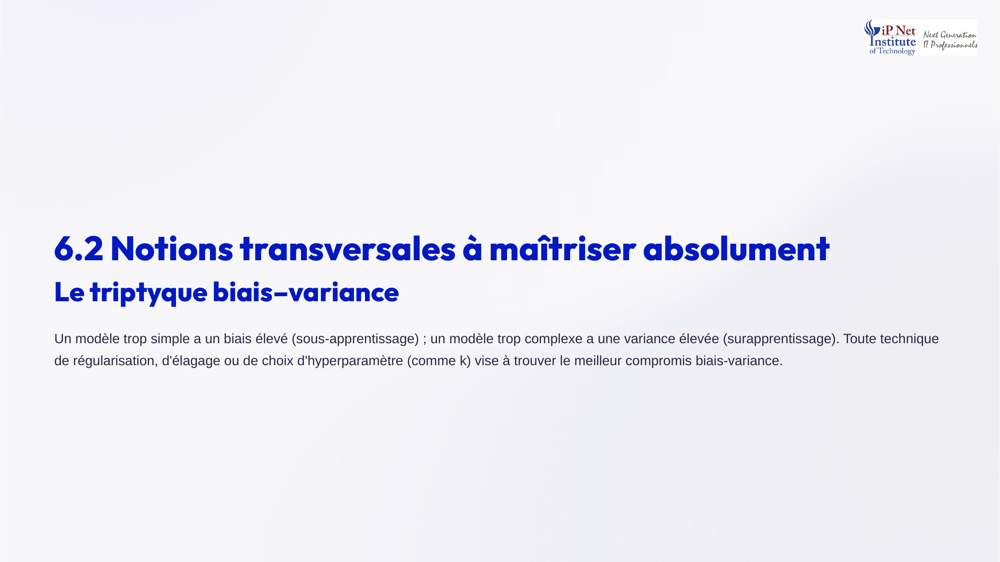 iP Net
Institute
of Technology
Next Generation
IT Professionnels
6.2 Notions transversales à maîtriser absolument
Le triptyque biais–variance
Un modèle trop simple a un biais élevé (sous-apprentissage) ; un modèle trop complexe a une variance élevée (surapprentissage). Toute technique
de régularisation, d'élagage ou de choix d'hyperparamètre (comme k) vise à trouver le meilleur compromis biais-variance.